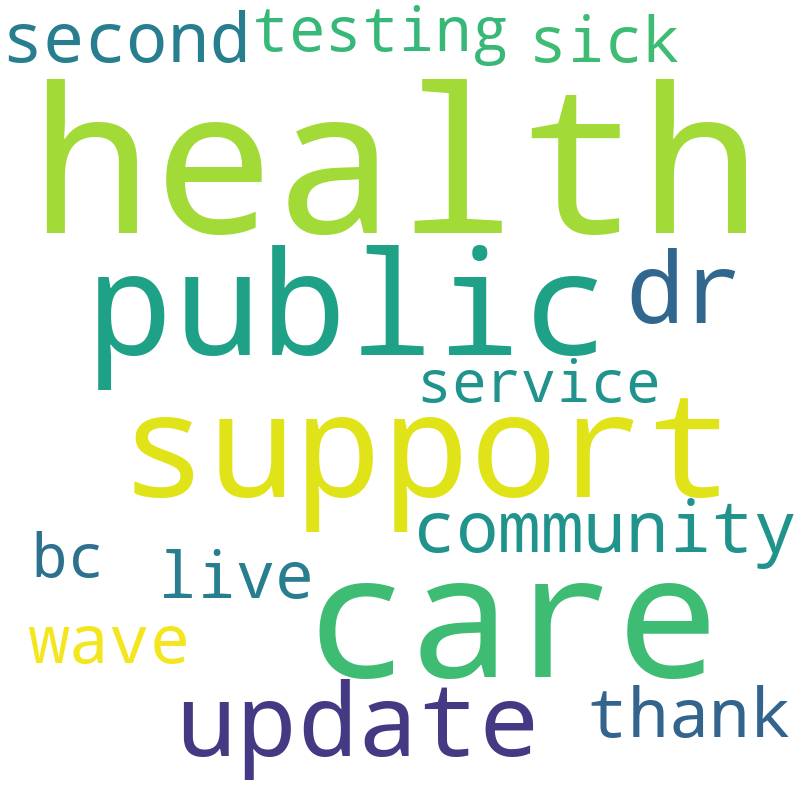 second testing sick
health
public dr
service
support
community
bc live
care
wave
update thank